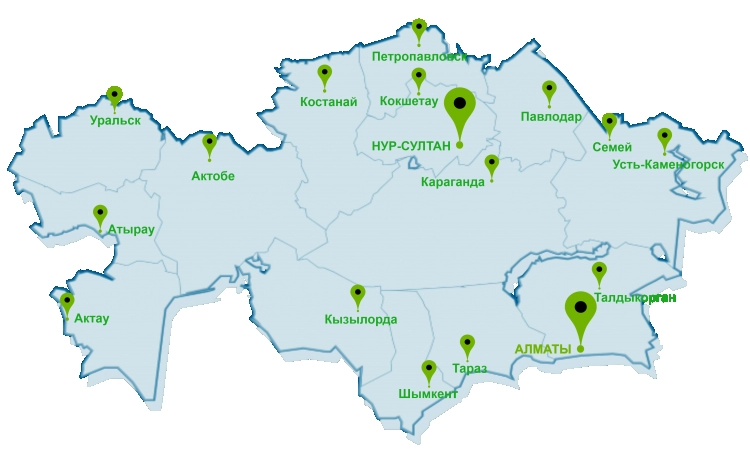 Петропавловск
Костанай
Кокшетау
Павлодар
Уральск
НУР-СУЛТАН
Семей
Усть-Каменогорск
Актобе
Караганда
Атырау
Талдыкорган
Актау
Кызылорда
АЛМАТЫ
Тараз
Шымкент